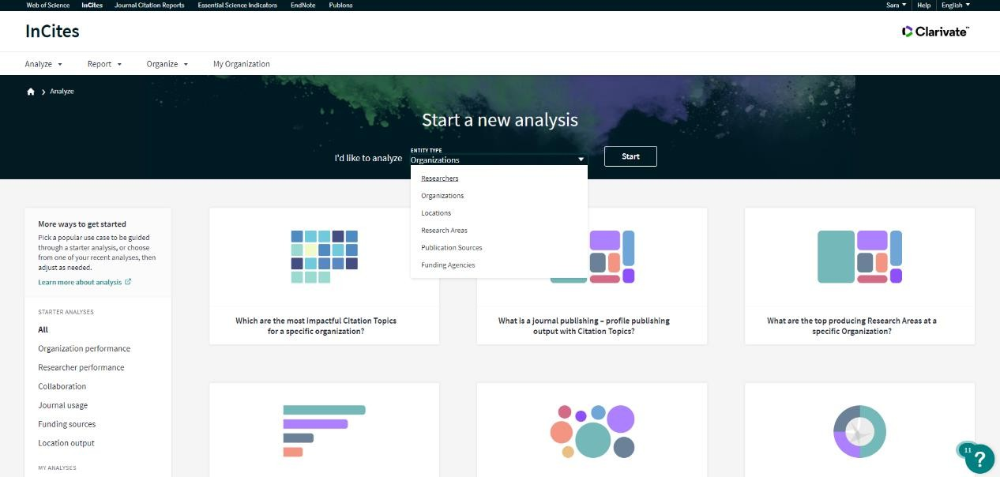 Web of Science InCites Journal Citation Reports Essential Science Indicators EndNote Publons Sara Help English
InCites
Clarivate™
Analyze Report Organize My Organization
Analyze
Start a new analysis
ENTITY TYPE
I'd like to analyze Organizations Start
Researchers
Organizations
Locations
Research Areas
Publication Sources
Funding Agencies
More ways to get started
Pick a popular use case to be guided
through a starter analysis, or choose
from one of your recent analyses, then
adjust as needed.
Learn more about analysis
STARTER ANALYSES
All
Organization performance
Researcher performance
Collaboration
Journal usage
Funding sources
Location output
MY ANALYSES
Which are the most impactful Citation Topics
for a specific organization?
What is a journal publishing – profile publishing
output with Citation Topics?
What are the top producing Research Areas at a
specific Organization?
11
?